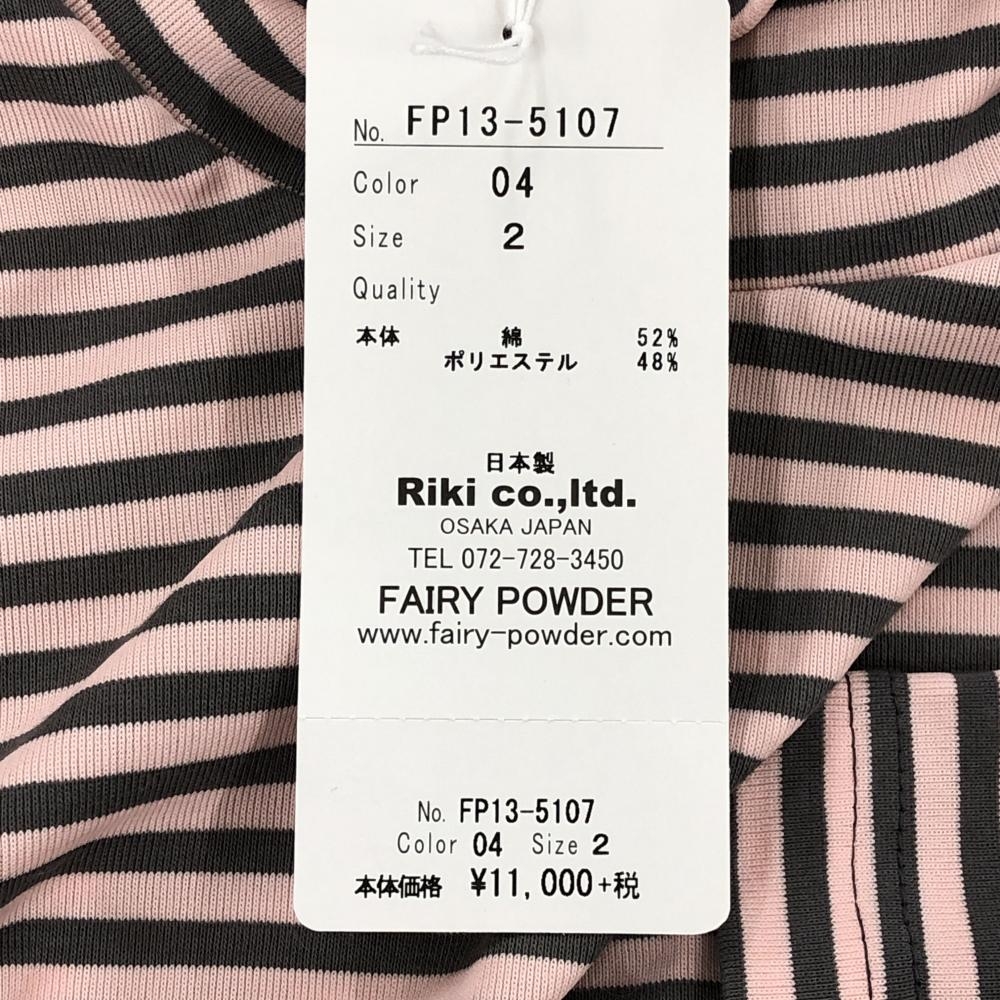 No. FP13-5107
Color 04
Size 2
Quality
本体 綿 52%
ポリエステル 48%
日本製
Riki co.,ltd.
OSAKA JAPAN
TEL 072-728-3450
FAIRY POWDER
www.fairy-powder.com
No. FP13-5107
Color 04 Size 2
本体価格 ¥11,000+税